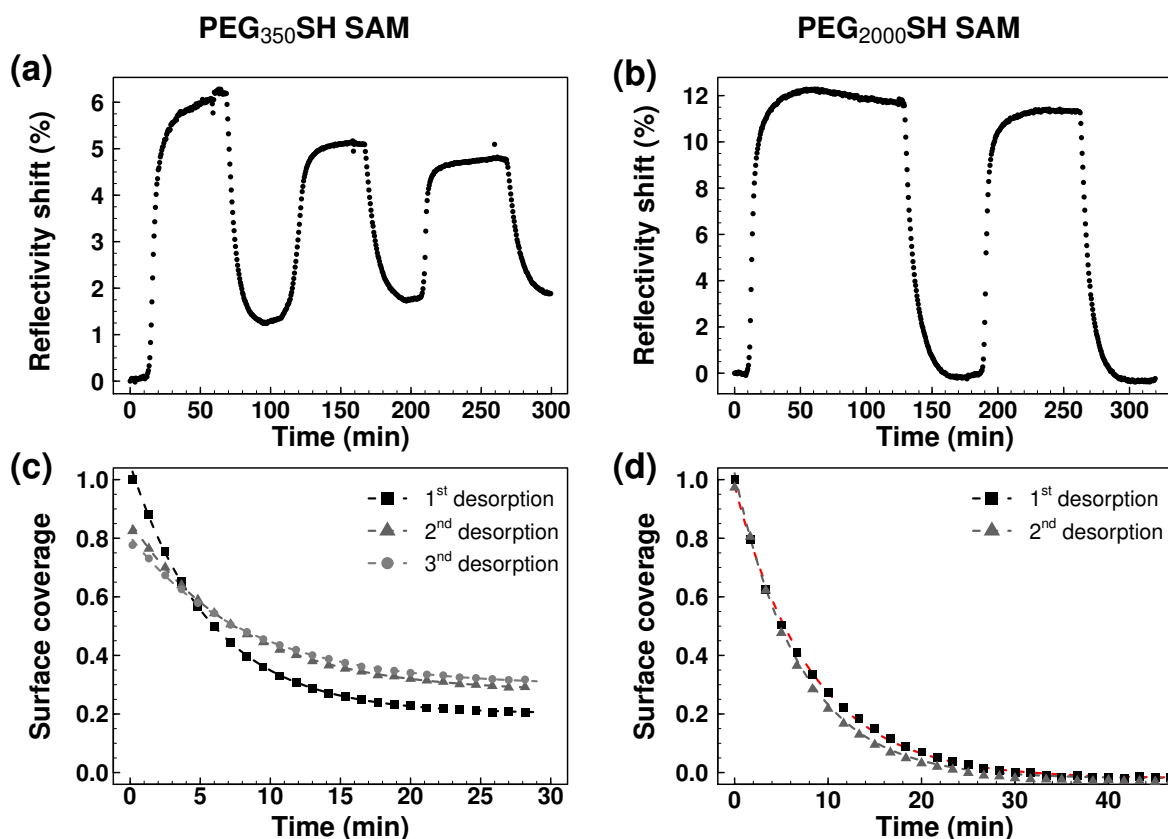 PEG350SH SAM
PEG2000SH SAM
(a)
Reflectivity shift (%)
6
5
4
3
2
1
0
0 50 100 150 200 250 300
Time (min)
(b)
Reflectivity shift (%)
12
10
8
6
4
2
0
0 50 100 150 200 250 300
Time (min)
(c)
Surface coverage
1.0
0.8
0.6
0.4
0.2
0.0
1st desorption
2nd desorption
3nd desorption
0 5 10 15 20 25 30
Time (min)
(d)
Surface coverage
1.0
0.8
0.6
0.4
0.2
0.0
1st desorption
2nd desorption
0 10 20 30 40
Time (min)